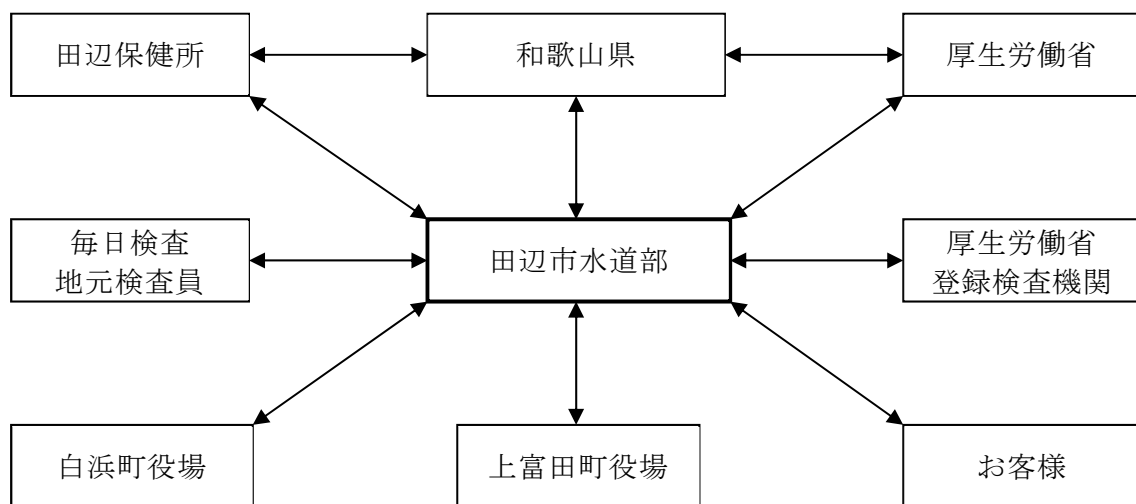 田辺保健所
和歌山県
厚生労働省
毎日検査
地元検査員
田辺市水道部
厚生労働省
登録検査機関
白浜町役場
上富田町役場
お客様